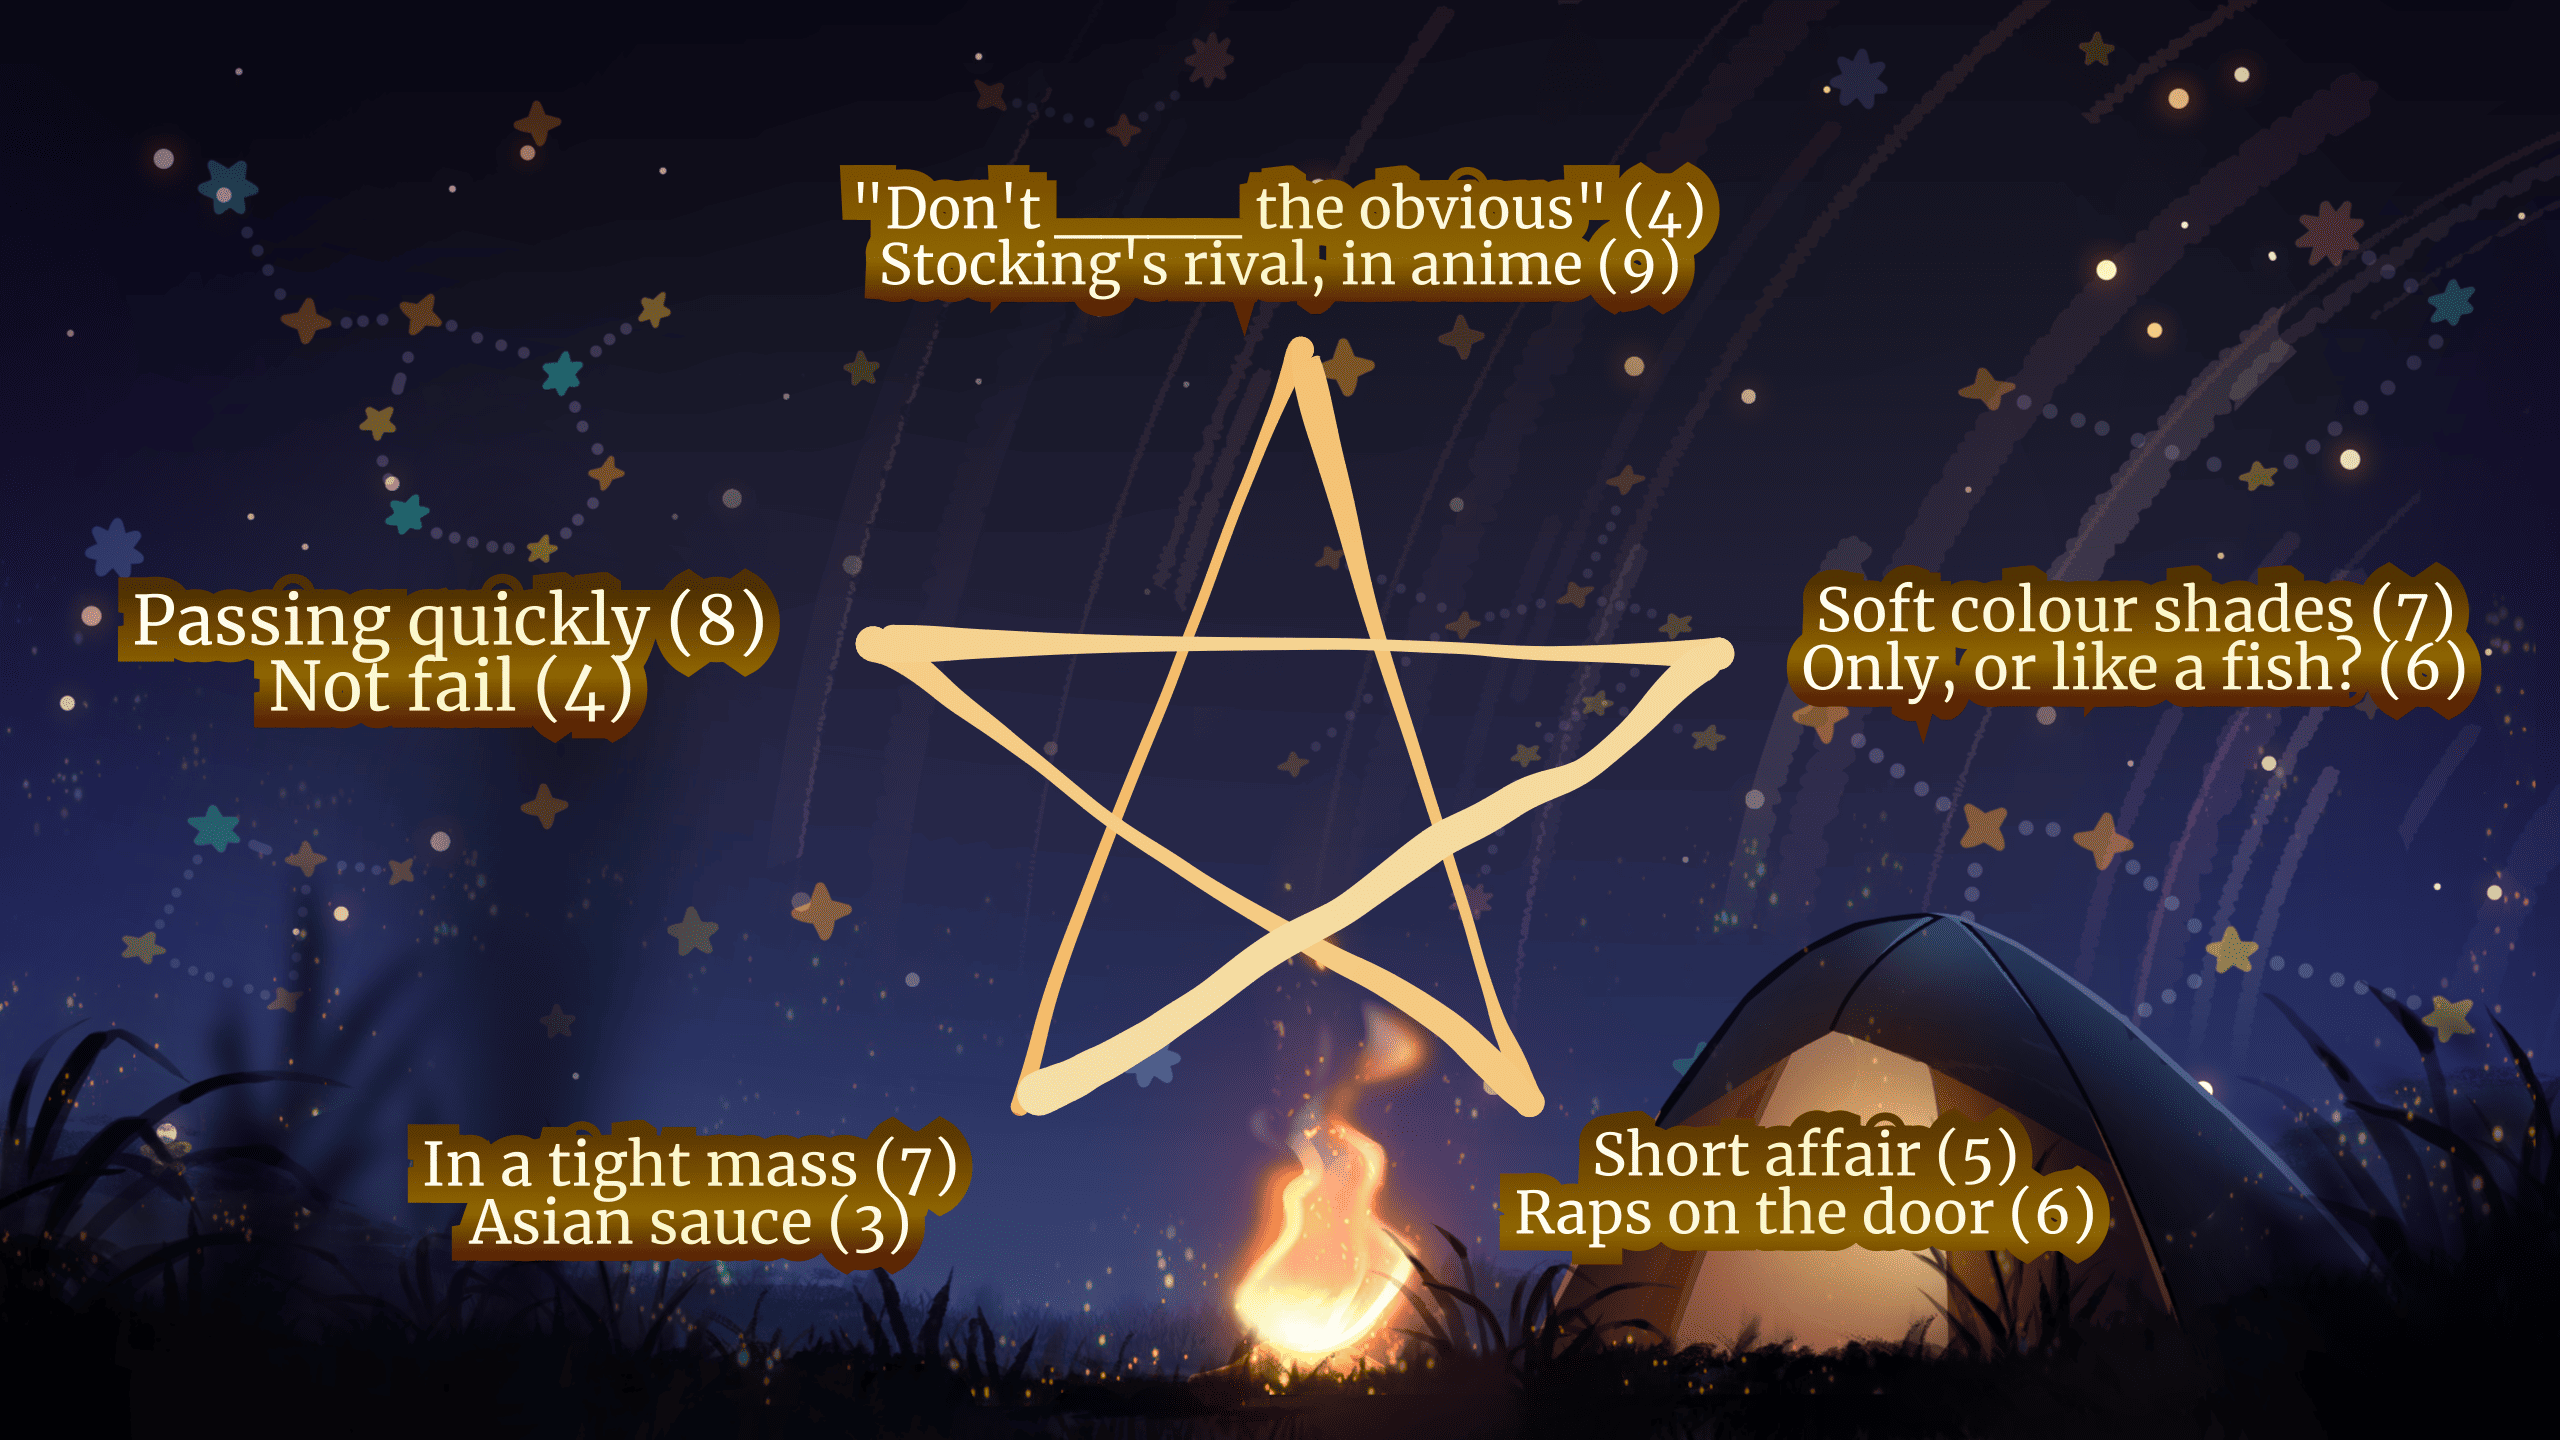 "Don't ______ the obvious" (4)
Stocking's rival, in anime (9)
Passing quickly (8)
Not fail (4)
Soft colour shades (7)
Only, or like a fish? (6)
In a tight mass (7)
Asian sauce (3)
Short affair (5)
Raps on the door (6)